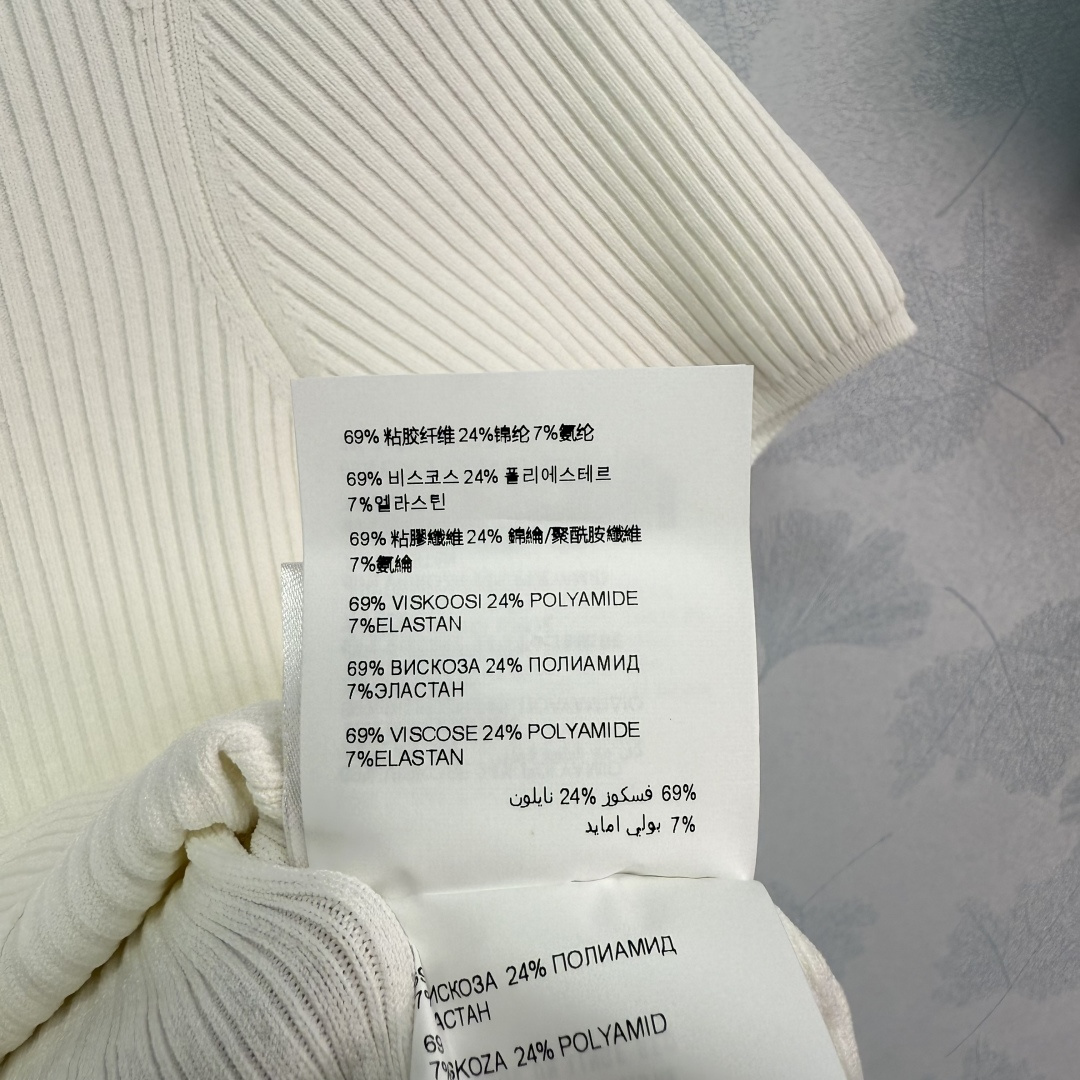 69% 粘胶纤维 24%锦纶 7%氨纶
69% 비스코스 24% 폴리에스테르
7%엘라스틴
69% 粘膠纖維 24% 錦綸/聚酰胺纖維
7%氨綸
69% VISKOOSI 24% POLYAMIDE
7%ELASTAN
69% ВИСКОЗА 24% ПОЛИАМИД
7%ЭЛАСТАН
69% VISCOSE 24% POLYAMIDE
7%ELASTAN
69% فسكوز 24% نايلون
7% بولي امايد
24% ПОЛИАМИД
69
7%
24% POLYAMID